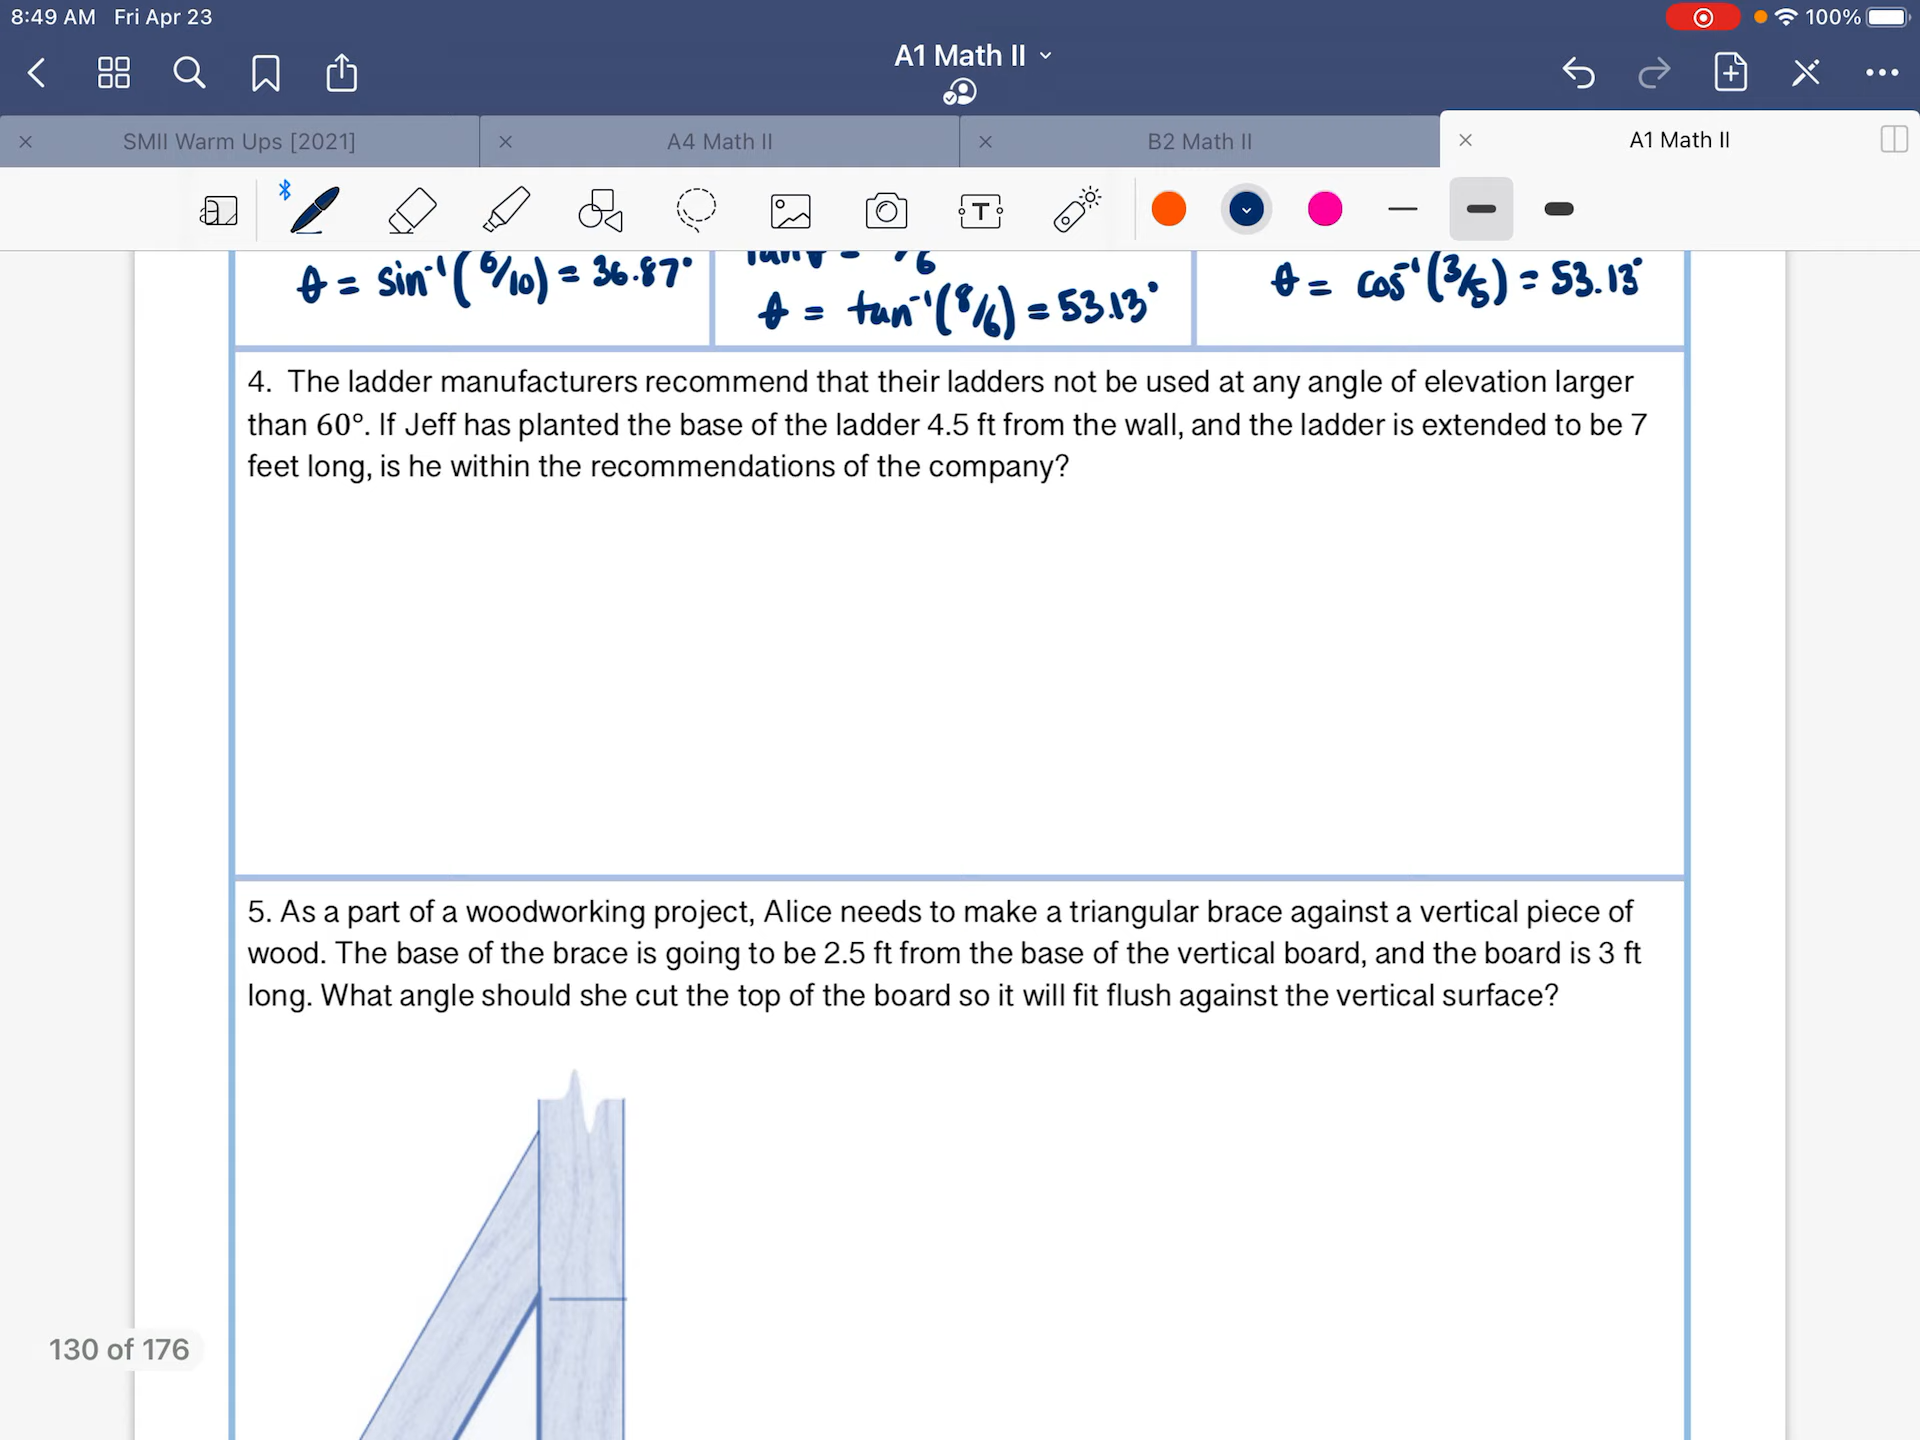 8:49 AM Fri Apr 23
100%
A1 Math II
SMII Warm Ups [2021]
A4 Math II
B2 Math II
A1 Math II
θ = sin⁻¹(6/10) = 36.87°
θ = tan⁻¹(8/6) = 53.13°
θ = cos⁻¹(3/5) = 53.13°
4. The ladder manufacturers recommend that their ladders not be used at any angle of elevation larger
than 60°. If Jeff has planted the base of the ladder 4.5 ft from the wall, and the ladder is extended to be 7
feet long, is he within the recommendations of the company?
5. As a part of a woodworking project, Alice needs to make a triangular brace against a vertical piece of
wood. The base of the brace is going to be 2.5 ft from the base of the vertical board, and the board is 3 ft
long. What angle should she cut the top of the board so it will fit flush against the vertical surface?
130 of 176